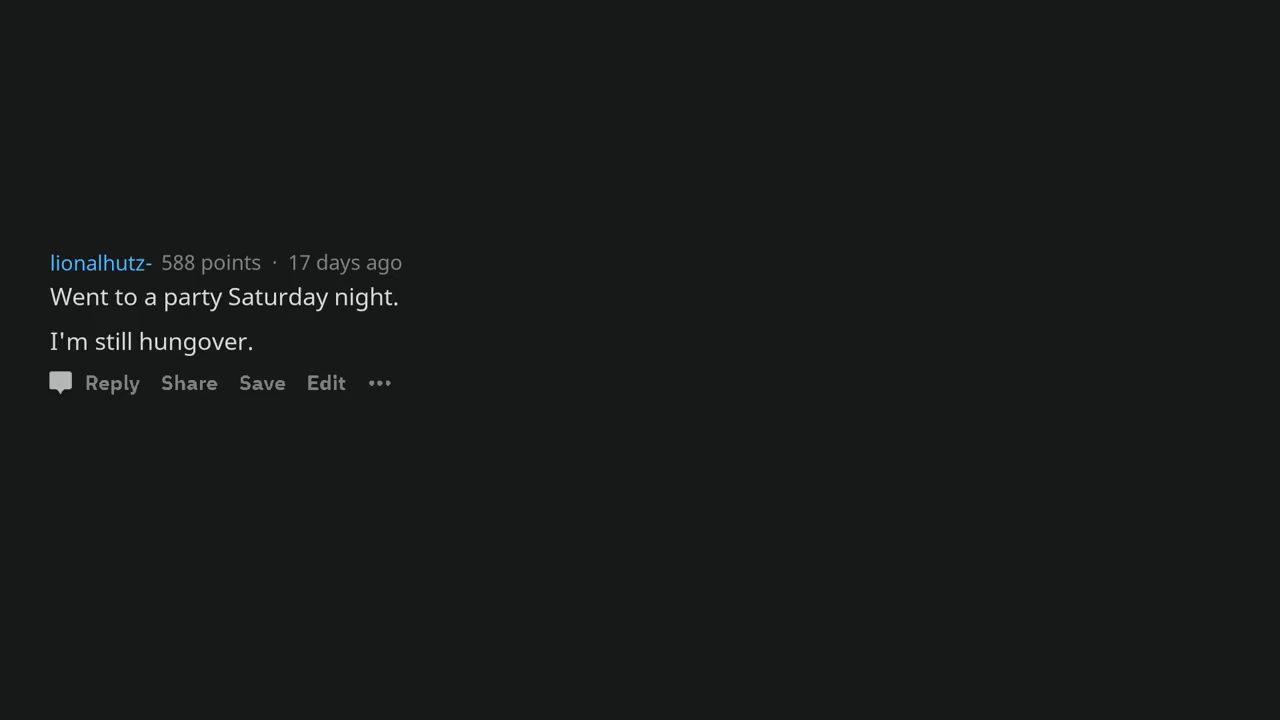 lionalhutz- 588 points · 17 days ago
Went to a party Saturday night.
I'm still hungover.
Reply Share Save Edit •••